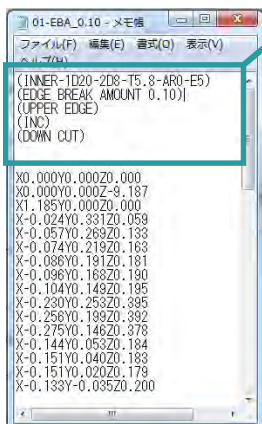 01-EBA_0.10 - メモ帳
ファイル(F) 編集(E) 書式(O) 表示(V)
ヘルプ(H)
(INNER-1D20-2D8-T5.8-AR0-E5)
(EDGE BREAK AMOUNT 0.10)
(UPPER EDGE)
(INC)
(DOWN CUT)
X0.000Y0.000Z0.000
X0.000Y0.000Z-9.187
X1.185Y0.000Z0.000
X-0.024Y0.331Z0.059
X-0.057Y0.269Z0.133
X-0.074Y0.219Z0.163
X-0.086Y0.191Z0.181
X-0.096Y0.168Z0.190
X-0.104Y0.149Z0.195
X-0.230Y0.253Z0.395
X-0.256Y0.199Z0.392
X-0.275Y0.146Z0.378
X-0.144Y0.053Z0.184
X-0.151Y0.040Z0.183
X-0.151Y0.020Z0.179
X-0.133Y-0.035Z0.200